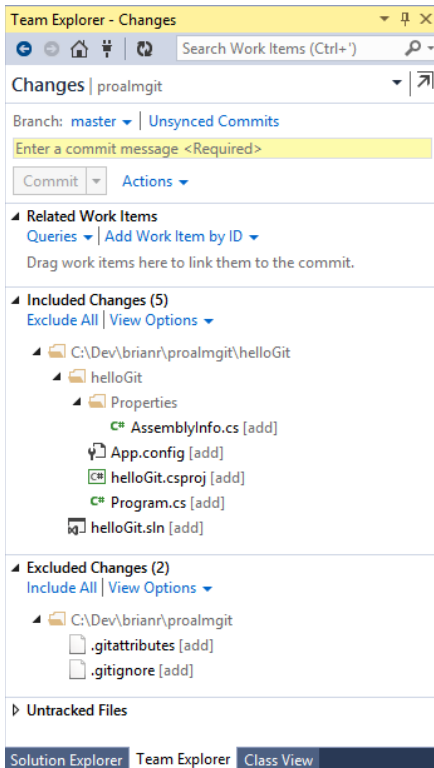 Team Explorer - Changes
Search Work Items (Ctrl+')
Changes | proalmgit
Branch: master | Unsynced Commits
Enter a commit message <Required>
Commit Actions
Related Work Items
Queries | Add Work Item by ID
Drag work items here to link them to the commit.
Included Changes (5)
Exclude All | View Options
C:\Dev\brianr\proalmgit\helloGit
helloGit
Properties
C# AssemblyInfo.cs [add]
App.config [add]
C# helloGit.csproj [add]
C# Program.cs [add]
helloGit.sln [add]
Excluded Changes (2)
Include All | View Options
C:\Dev\brianr\proalmgit
.gitattributes [add]
.gitignore [add]
Untracked Files
Solution Explorer Team Explorer Class View